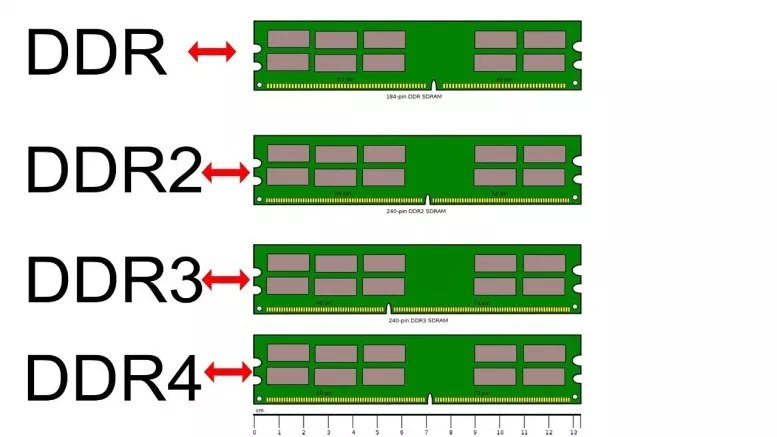 DDR
184-pin DDR SDRAM
DDR2
240-pin DDR2 SDRAM
DDR3
240-pin DDR3 SDRAM
DDR4
cm.
0 1 2 3 4 5 6 7 8 9 10 11 12 13